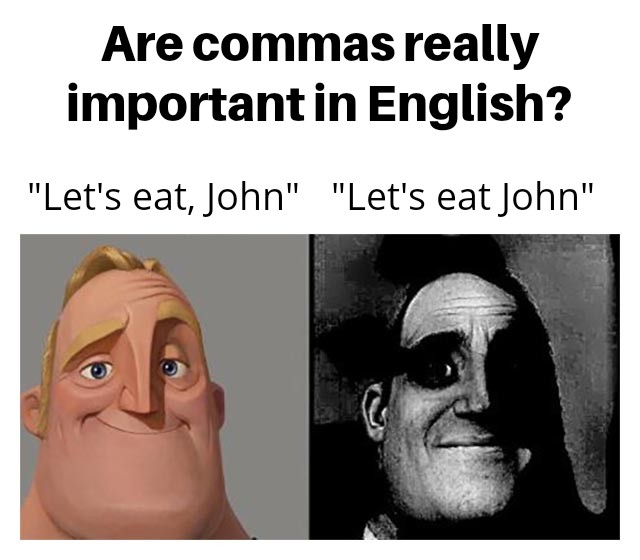 Are commas really
important in English?
"Let's eat, John" "Let's eat John"